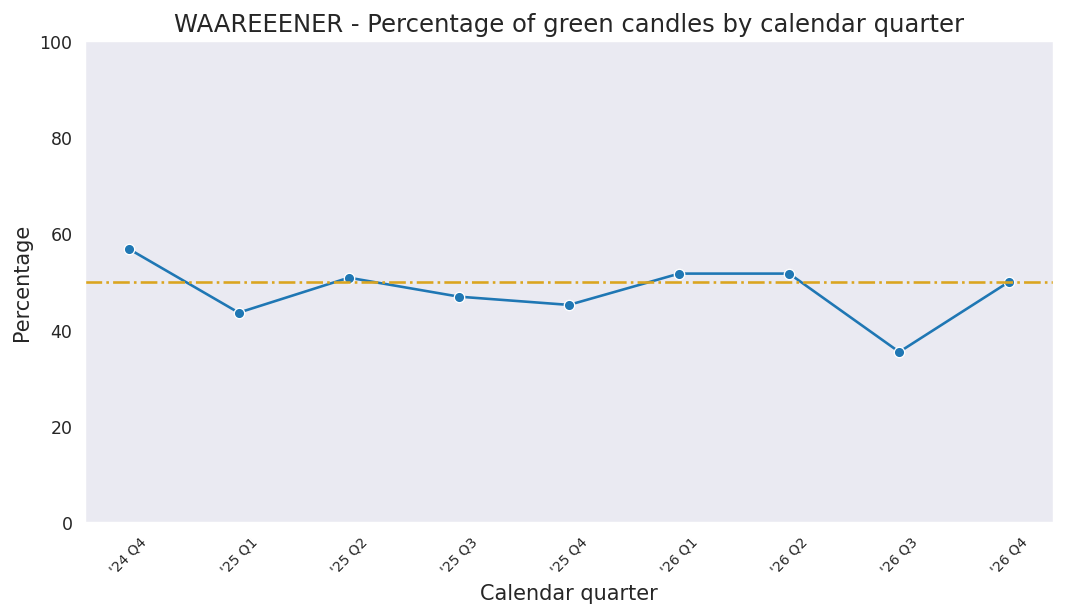 WAAREEENER - Percentage of green candles by calendar quarter
100
80
60
40
20
0
Percentage
'24 Q4
'25 Q1
'25 Q2
'25 Q3
'25 Q4
'26 Q1
'26 Q2
'26 Q3
'26 Q4
Calendar quarter